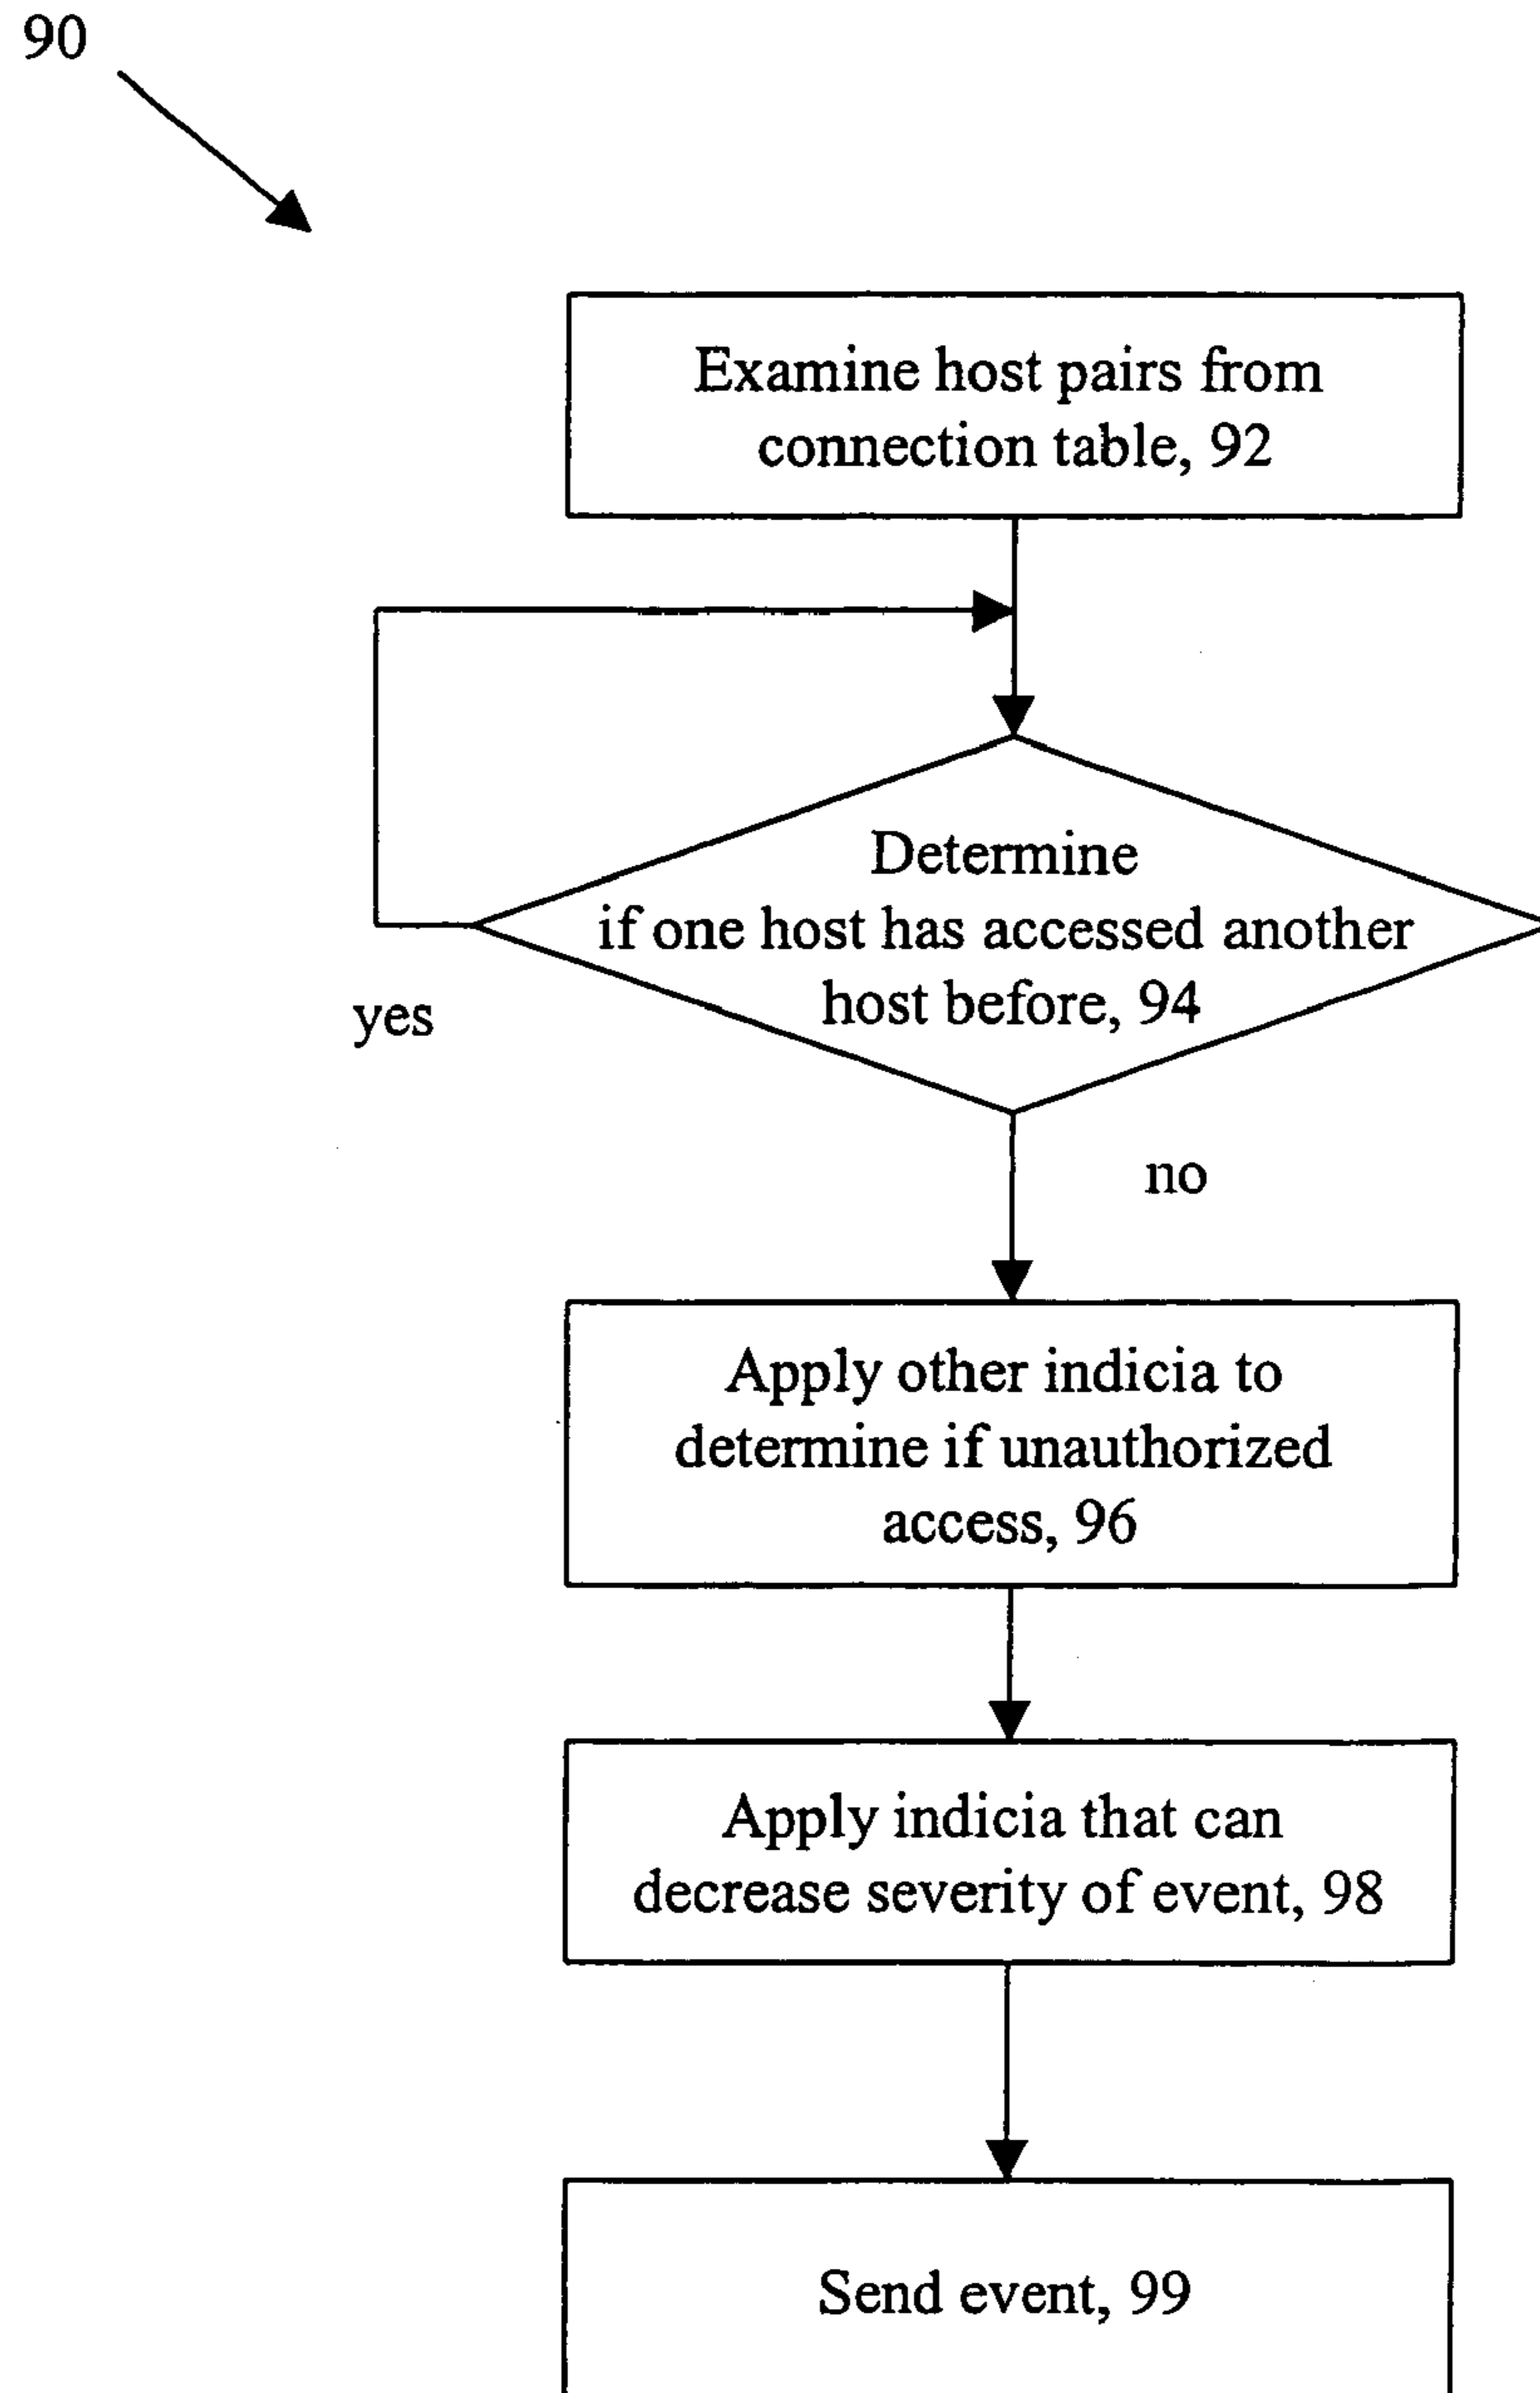 90
Examine host pairs from
connection table, 92
Determine
if one host has accessed another
host before, 94
yes
no
Apply other indicia to
determine if unauthorized
access, 96
Apply indicia that can
decrease severity of event, 98
Send event, 99